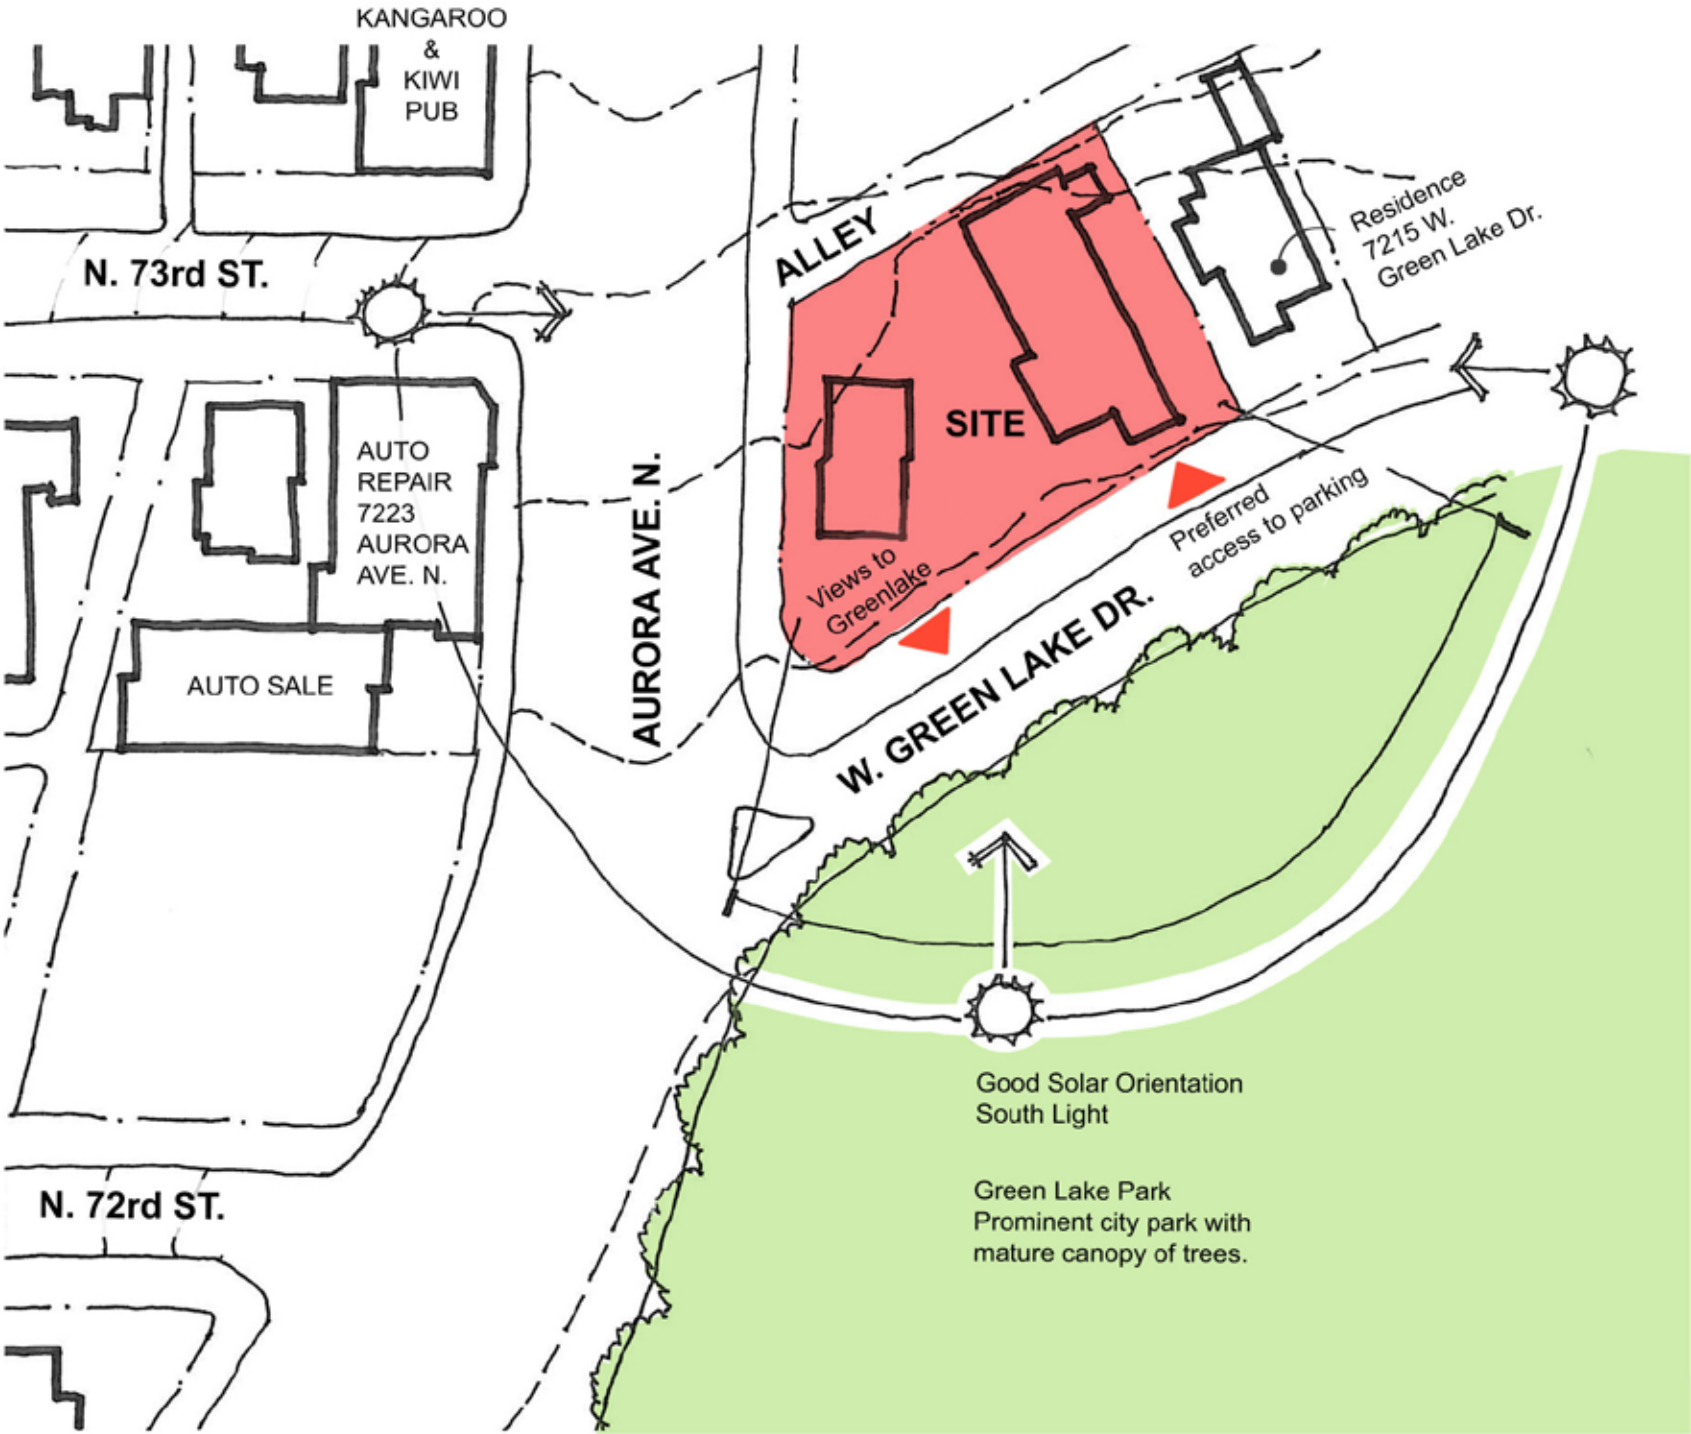 KANGAROO
&
KIWI
PUB
N. 73rd ST.
ALLEY
Residence
7215 W.
Green Lake Dr.
AUTO
REPAIR
7223
AURORA
AVE. N.
SITE
AURORA AVE. N.
Views to
Greenlake
Preferred
access to parking
AUTO SALE
W. GREEN LAKE DR.
Good Solar Orientation
South Light
N. 72rd ST.
Green Lake Park
Prominent city park with
mature canopy of trees.